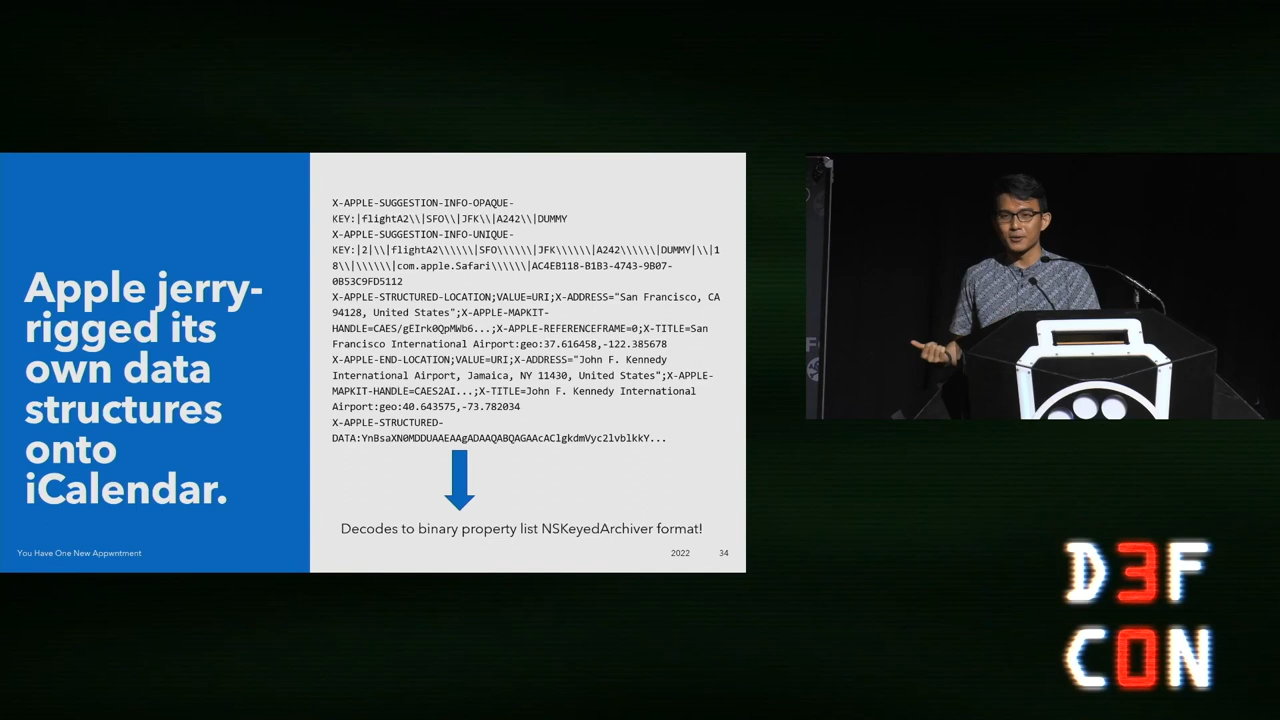 Apple jerry-
rigged its
own data
structures
onto
iCalendar.
You Have One New Appwntment
X-APPLE-SUGGESTION-INFO-OPAQUE-
KEY:|flightA2\\|SFO\\|JFK\\|A242\\|DUMMY
X-APPLE-SUGGESTION-INFO-UNIQUE-
KEY:|2|\\|flightA2\\\\\\|SFO\\\\\\|JFK\\\\\\|A242\\\\\\|DUMMY|\\|1
8\\|\\\\\\|com.apple.Safari\\\\\\|AC4EB118-B1B3-4743-9B07-
0B53C9FD5112
X-APPLE-STRUCTURED-LOCATION;VALUE=URI;X-ADDRESS="San Francisco, CA
94128, United States";X-APPLE-MAPKIT-
HANDLE=CAES/gEIrk0QpMWb6...;X-APPLE-REFERENCEFRAME=0;X-TITLE=San
Francisco International Airport:geo:37.616458,-122.385678
X-APPLE-END-LOCATION;VALUE=URI;X-ADDRESS="John F. Kennedy
International Airport, Jamaica, NY 11430, United States";X-APPLE-
MAPKIT-HANDLE=CAES2AI...;X-TITLE=John F. Kennedy International
Airport:geo:40.643575,-73.782034
X-APPLE-STRUCTURED-
DATA:YnBsaXN0MDDUAAEAAgADAAQABQAGAAcAClgkdmVyc2lvblkkY...
Decodes to binary property list NSKeyedArchiver format!
2022
34
D3F
C0N